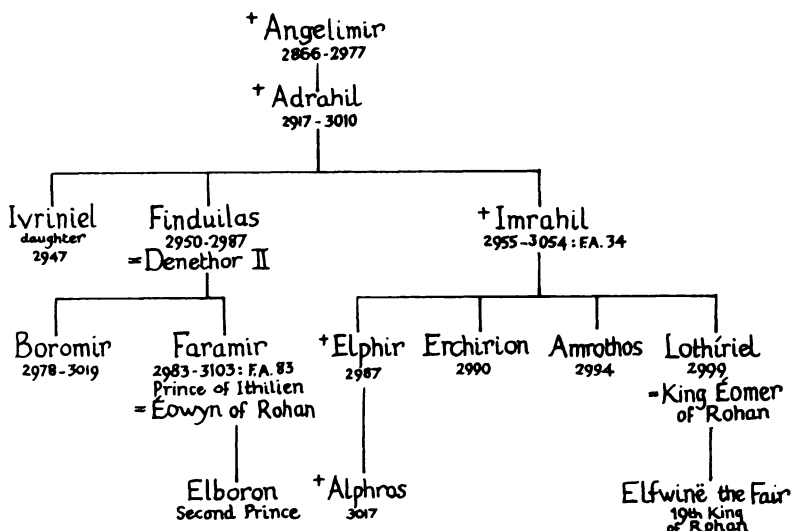 +Angelimir
2866-2977
+Adrahil
2917-3010
Ivriniel
daughter
2947
Finduilas
2950-2987
=Denethor II
+Imrahil
2955-3054: F.A. 34
Boromir
2978-3019
Faramir
2983-3103: F.A. 83
Prince of Ithilien
= Éowyn of Rohan
+Elphir
2987
Erchirion
2990
Amrothos
2994
Lothíriel
2999
=King Éomer
of Rohan
Elboron
Second Prince
+Alphros
3017
Elfwinë the Fair
19th King
of Rohan